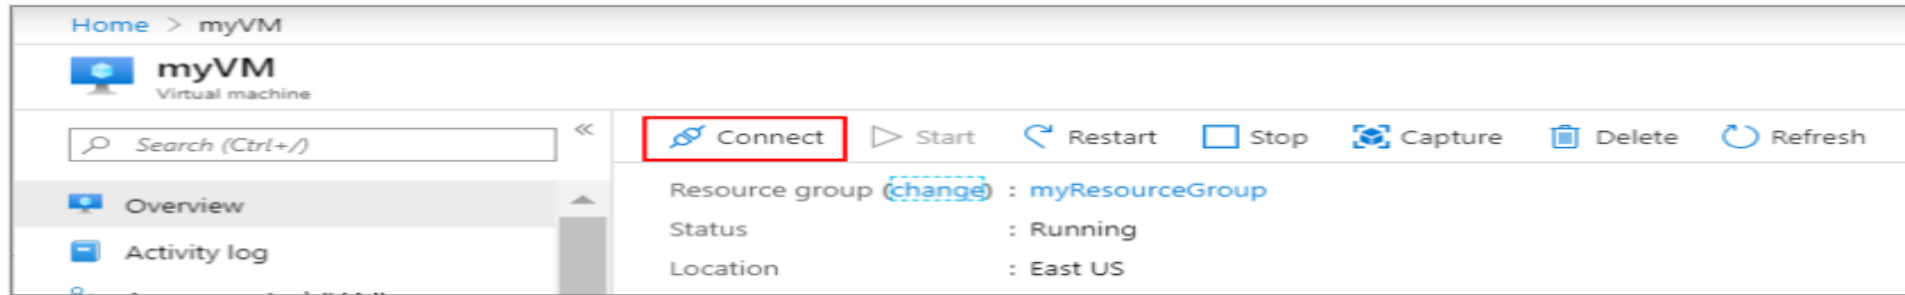 Home > myVM
myVM
Virtual machine
Search (Ctrl+/)
«
Overview
Activity log
Connect Start Restart Stop Capture Delete Refresh
Resource group (change) : myResourceGroup
Status : Running
Location : East US